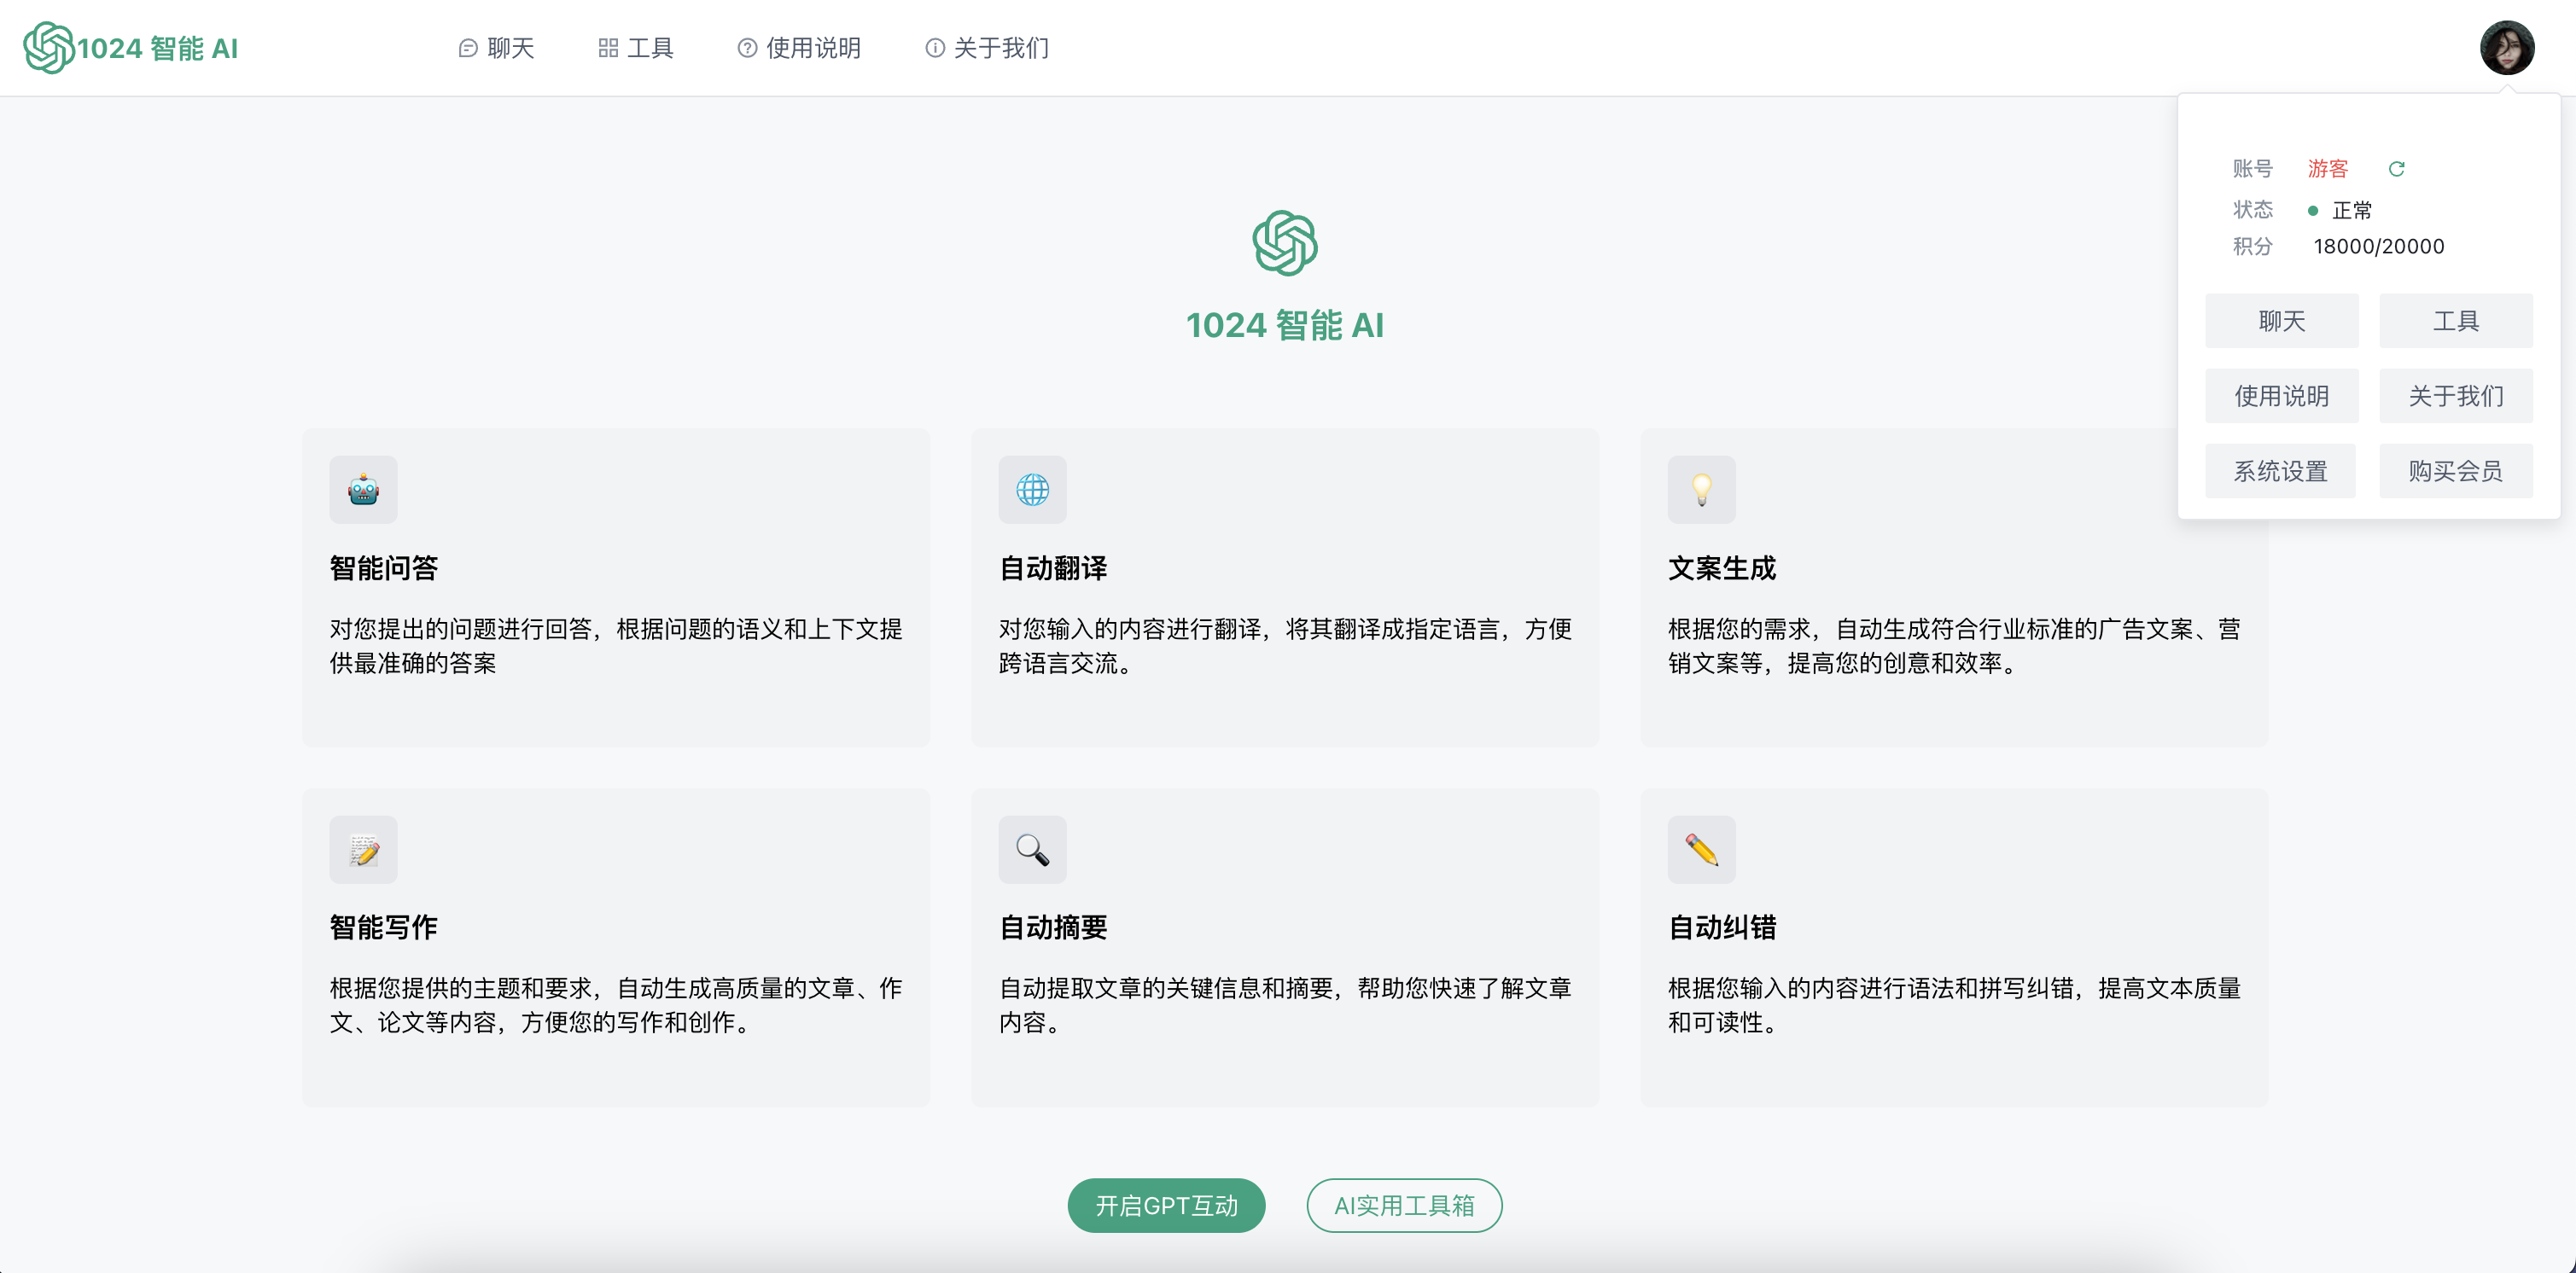 1024 智能 AI
聊天
工具
使用说明
关于我们
账号 游客
状态 正常
积分 18000/20000
聊天
工具
使用说明
关于我们
系统设置
购买会员
1024 智能 AI
智能问答
对您提出的问题进行回答，根据问题的语义和上下文提
供最准确的答案
自动翻译
对您输入的内容进行翻译，将其翻译成指定语言，方便
跨语言交流。
文案生成
根据您的需求，自动生成符合行业标准的广告文案、营
销文案等，提高您的创意和效率。
智能写作
根据您提供的主题和要求，自动生成高质量的文章、作
文、论文等内容，方便您的写作和创作。
自动摘要
自动提取文章的关键信息和摘要，帮助您快速了解文章
内容。
自动纠错
根据您输入的内容进行语法和拼写纠错，提高文本质量
和可读性。
开启GPT互动
AI实用工具箱